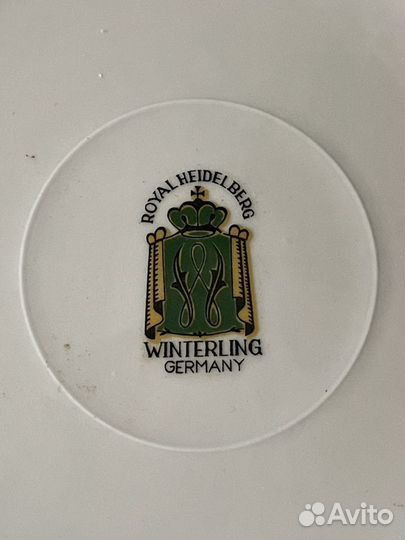 ROYAL HEIDELBERG
W
WINTERLING
GERMANY
Avito